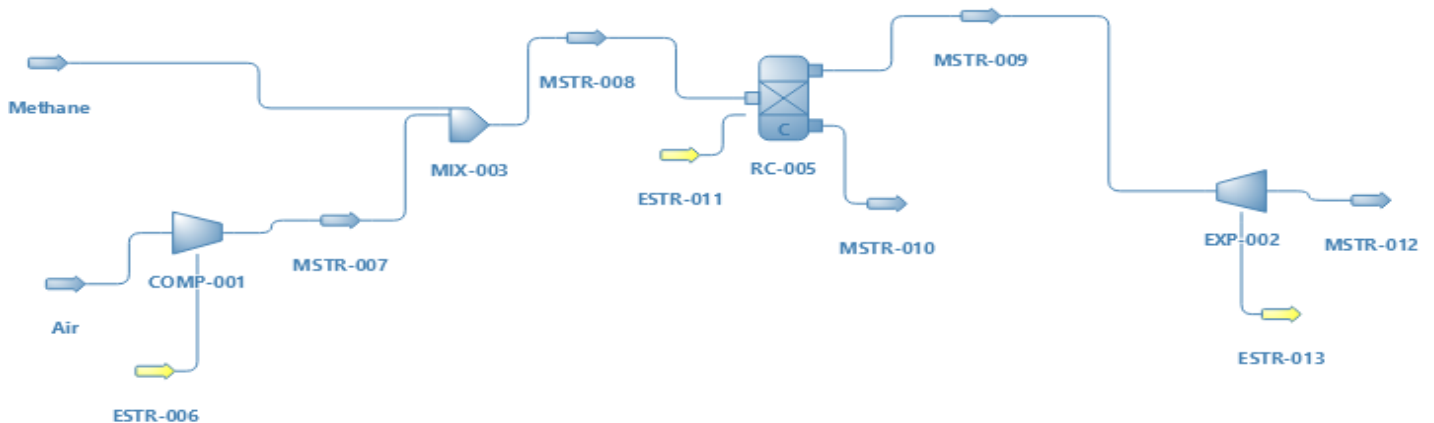 MSTR-009
MSTR-008
Methane
MIX-003
RC-005
ESTR-011
EXP-002
MSTR-012
MSTR-010
MSTR-007
COMP-001
Air
ESTR-013
ESTR-006
C